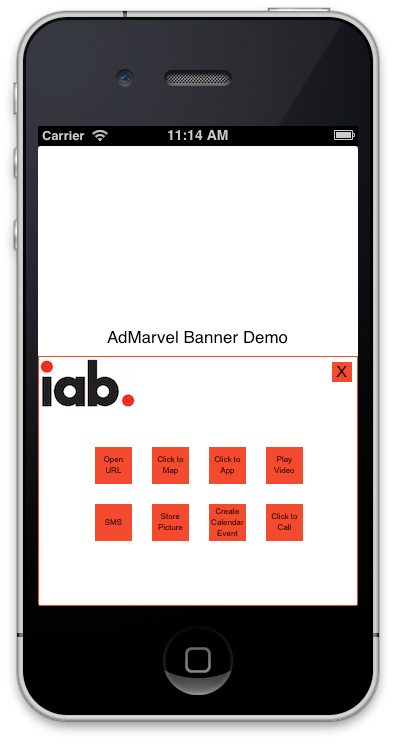 Carrier 11:14 AM
AdMarvel Banner Demo
iab.
X
Open
URL
Click to
Map
Click to
App
Play
Video
SMS
Store
Picture
Create
Calendar
Event
Click to
Call